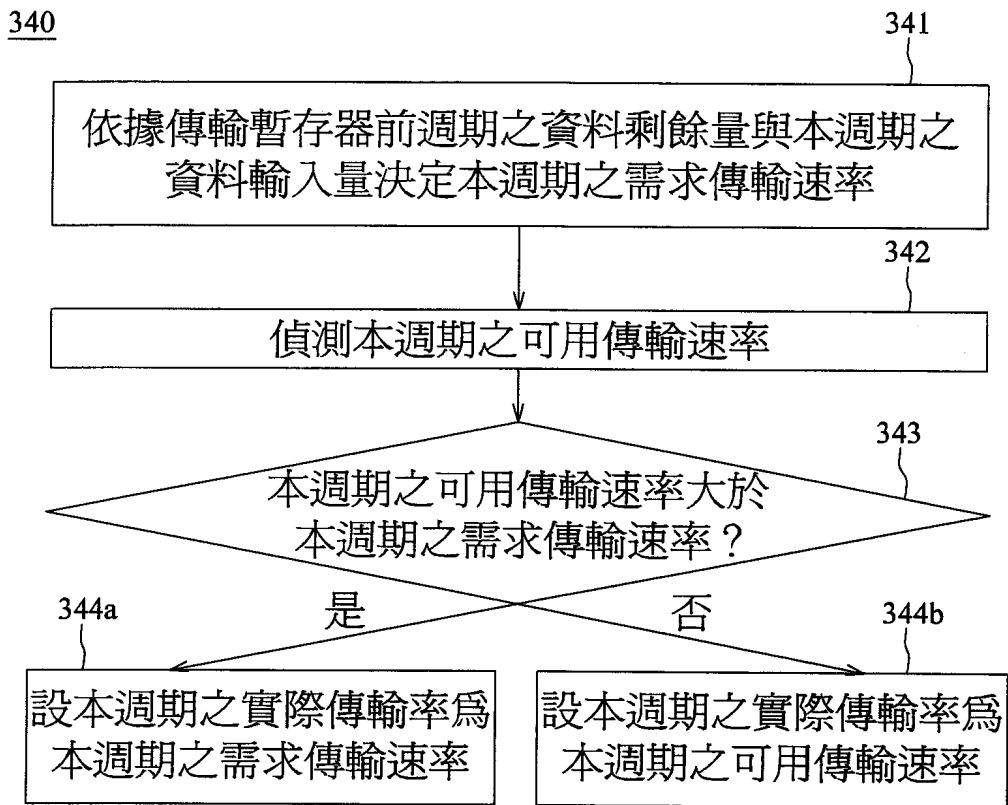 340
341
依據傳輸暫存器前週期之資料剩餘量與本週期之
資料輸入量決定本週期之需求傳輸速率
342
偵測本週期之可用傳輸速率
343
本週期之可用傳輸速率大於
本週期之需求傳輸速率？
是
否
344a
344b
設本週期之實際傳輸率爲
本週期之需求傳輸速率
設本週期之實際傳輸率爲
本週期之可用傳輸速率